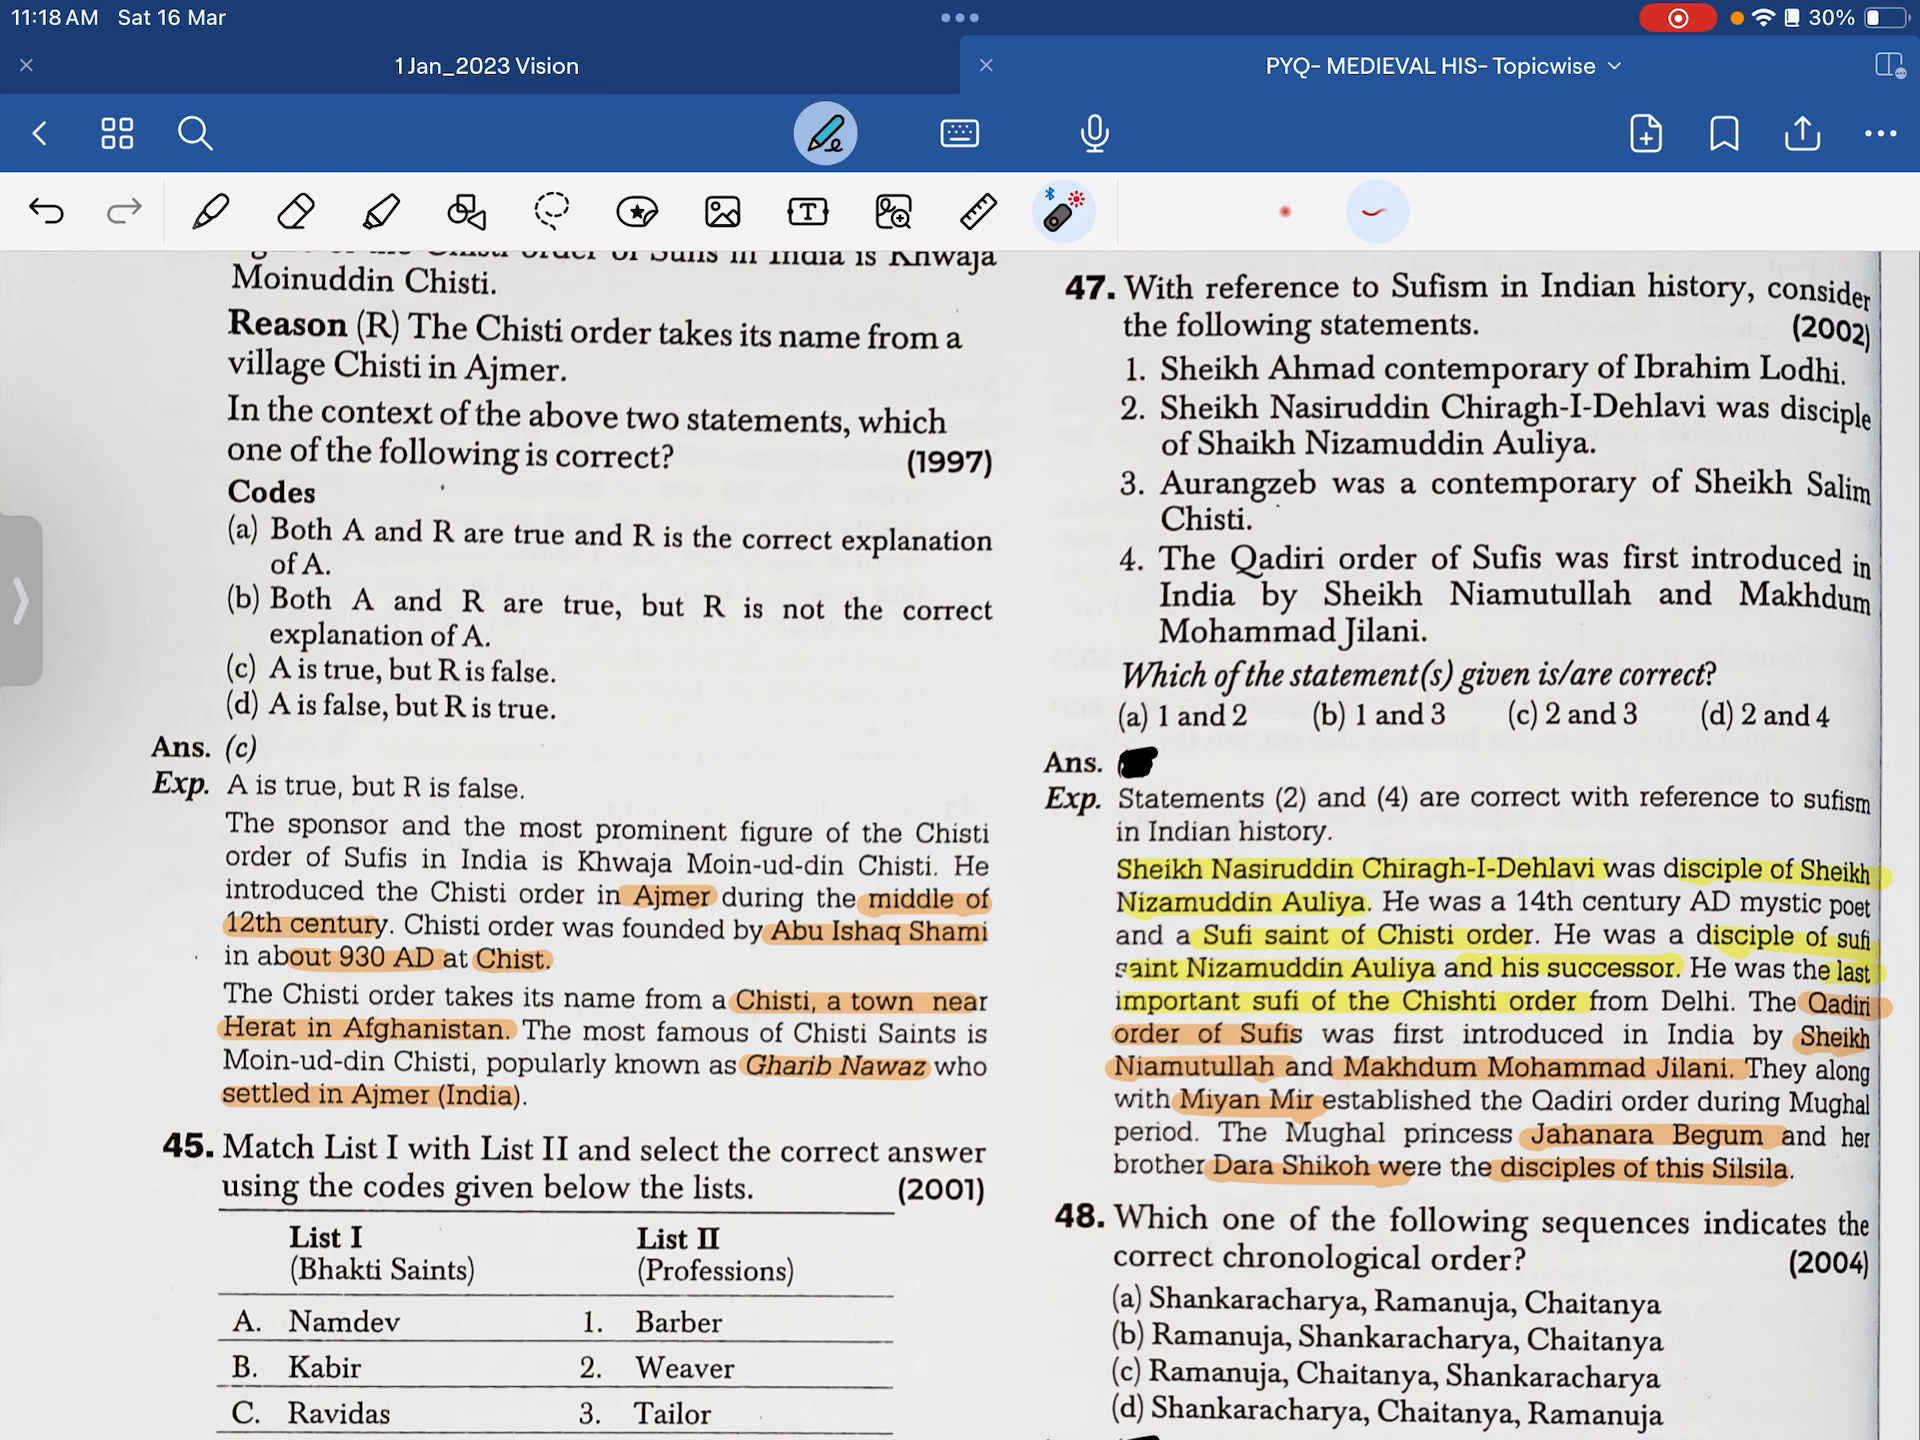 11:18 AM Sat 16 Mar
30%
1 Jan_2023 Vision
PYQ- MEDIEVAL HIS- Topicwise
of the Chisti order of Sufis in India is Khwaja
Moinuddin Chisti.
Reason (R) The Chisti order takes its name from a
village Chisti in Ajmer.
In the context of the above two statements, which
one of the following is correct? (1997)
Codes
(a) Both A and R are true and R is the correct explanation
of A.
(b) Both A and R are true, but R is not the correct
explanation of A.
(c) A is true, but R is false.
(d) A is false, but R is true.
Ans. (c)
Exp. A is true, but R is false.
The sponsor and the most prominent figure of the Chisti
order of Sufis in India is Khwaja Moin-ud-din Chisti. He
introduced the Chisti order in Ajmer during the middle of
12th century. Chisti order was founded by Abu Ishaq Shami
in about 930 AD at Chist.
The Chisti order takes its name from a Chisti, a town near
Herat in Afghanistan. The most famous of Chisti Saints is
Moin-ud-din Chisti, popularly known as Gharib Nawaz who
settled in Ajmer (India).
45. Match List I with List II and select the correct answer
using the codes given below the lists. (2001)
List I List II
(Bhakti Saints) (Professions)
A. Namdev 1. Barber
B. Kabir 2. Weaver
C. Ravidas 3. Tailor
47. With reference to Sufism in Indian history, consider
the following statements. (2002)
1. Sheikh Ahmad contemporary of Ibrahim Lodhi.
2. Sheikh Nasiruddin Chiragh-I-Dehlavi was disciple
of Shaikh Nizamuddin Auliya.
3. Aurangzeb was a contemporary of Sheikh Salim
Chisti.
4. The Qadiri order of Sufis was first introduced in
India by Sheikh Niamutullah and Makhdum
Mohammad Jilani.
Which of the statement(s) given is/are correct?
(a) 1 and 2 (b) 1 and 3 (c) 2 and 3 (d) 2 and 4
Ans.
Exp. Statements (2) and (4) are correct with reference to sufism
in Indian history.
Sheikh Nasiruddin Chiragh-I-Dehlavi was disciple of Sheikh
Nizamuddin Auliya. He was a 14th century AD mystic poet
and a Sufi saint of Chisti order. He was a disciple of sufi
saint Nizamuddin Auliya and his successor. He was the last
important sufi of the Chishti order from Delhi. The Qadiri
order of Sufis was first introduced in India by Sheikh
Niamutullah and Makhdum Mohammad Jilani. They along
with Miyan Mir established the Qadiri order during Mughal
period. The Mughal princess Jahanara Begum and her
brother Dara Shikoh were the disciples of this Silsila.
48. Which one of the following sequences indicates the
correct chronological order? (2004)
(a) Shankaracharya, Ramanuja, Chaitanya
(b) Ramanuja, Shankaracharya, Chaitanya
(c) Ramanuja, Chaitanya, Shankaracharya
(d) Shankaracharya, Chaitanya, Ramanuja